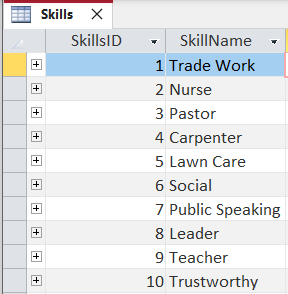 Skills
SkillsID SkillName
1 Trade Work
2 Nurse
3 Pastor
4 Carpenter
5 Lawn Care
6 Social
7 Public Speaking
8 Leader
9 Teacher
10 Trustworthy